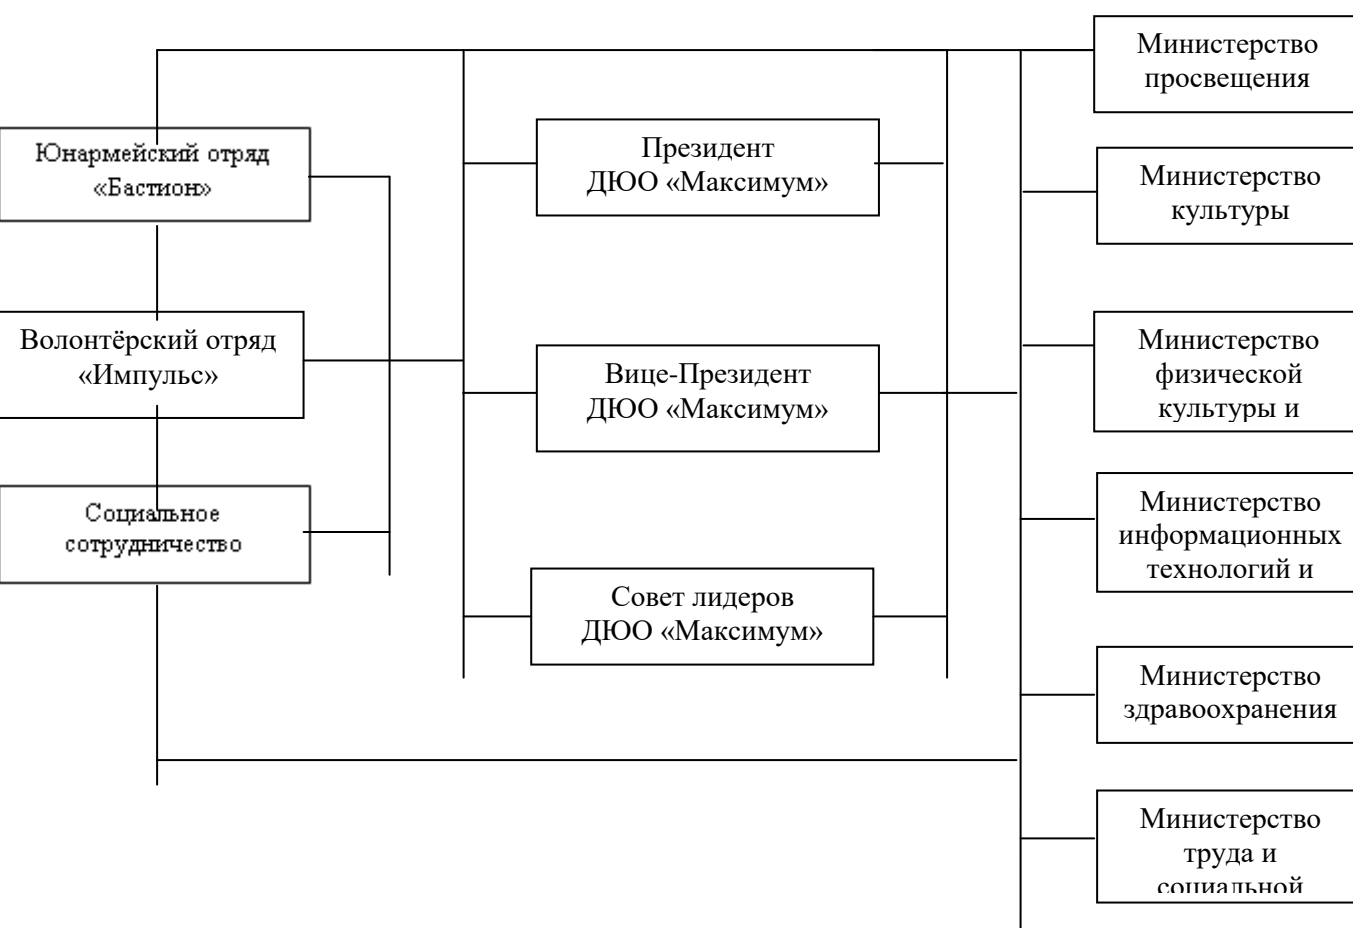 Юнармейский отряд
«Бастион»
Волонтёрский отряд
«Импульс»
Социальное
сотрудничество
Президент
ДЮО «Максимум»
Вице-Президент
ДЮО «Максимум»
Совет лидеров
ДЮО «Максимум»
Министерство
просвещения
Министерство
культуры
Министерство
физической
культуры и
Министерство
информационных
технологий и
Министерство
здравоохранения
Министерство
труда и
социальной